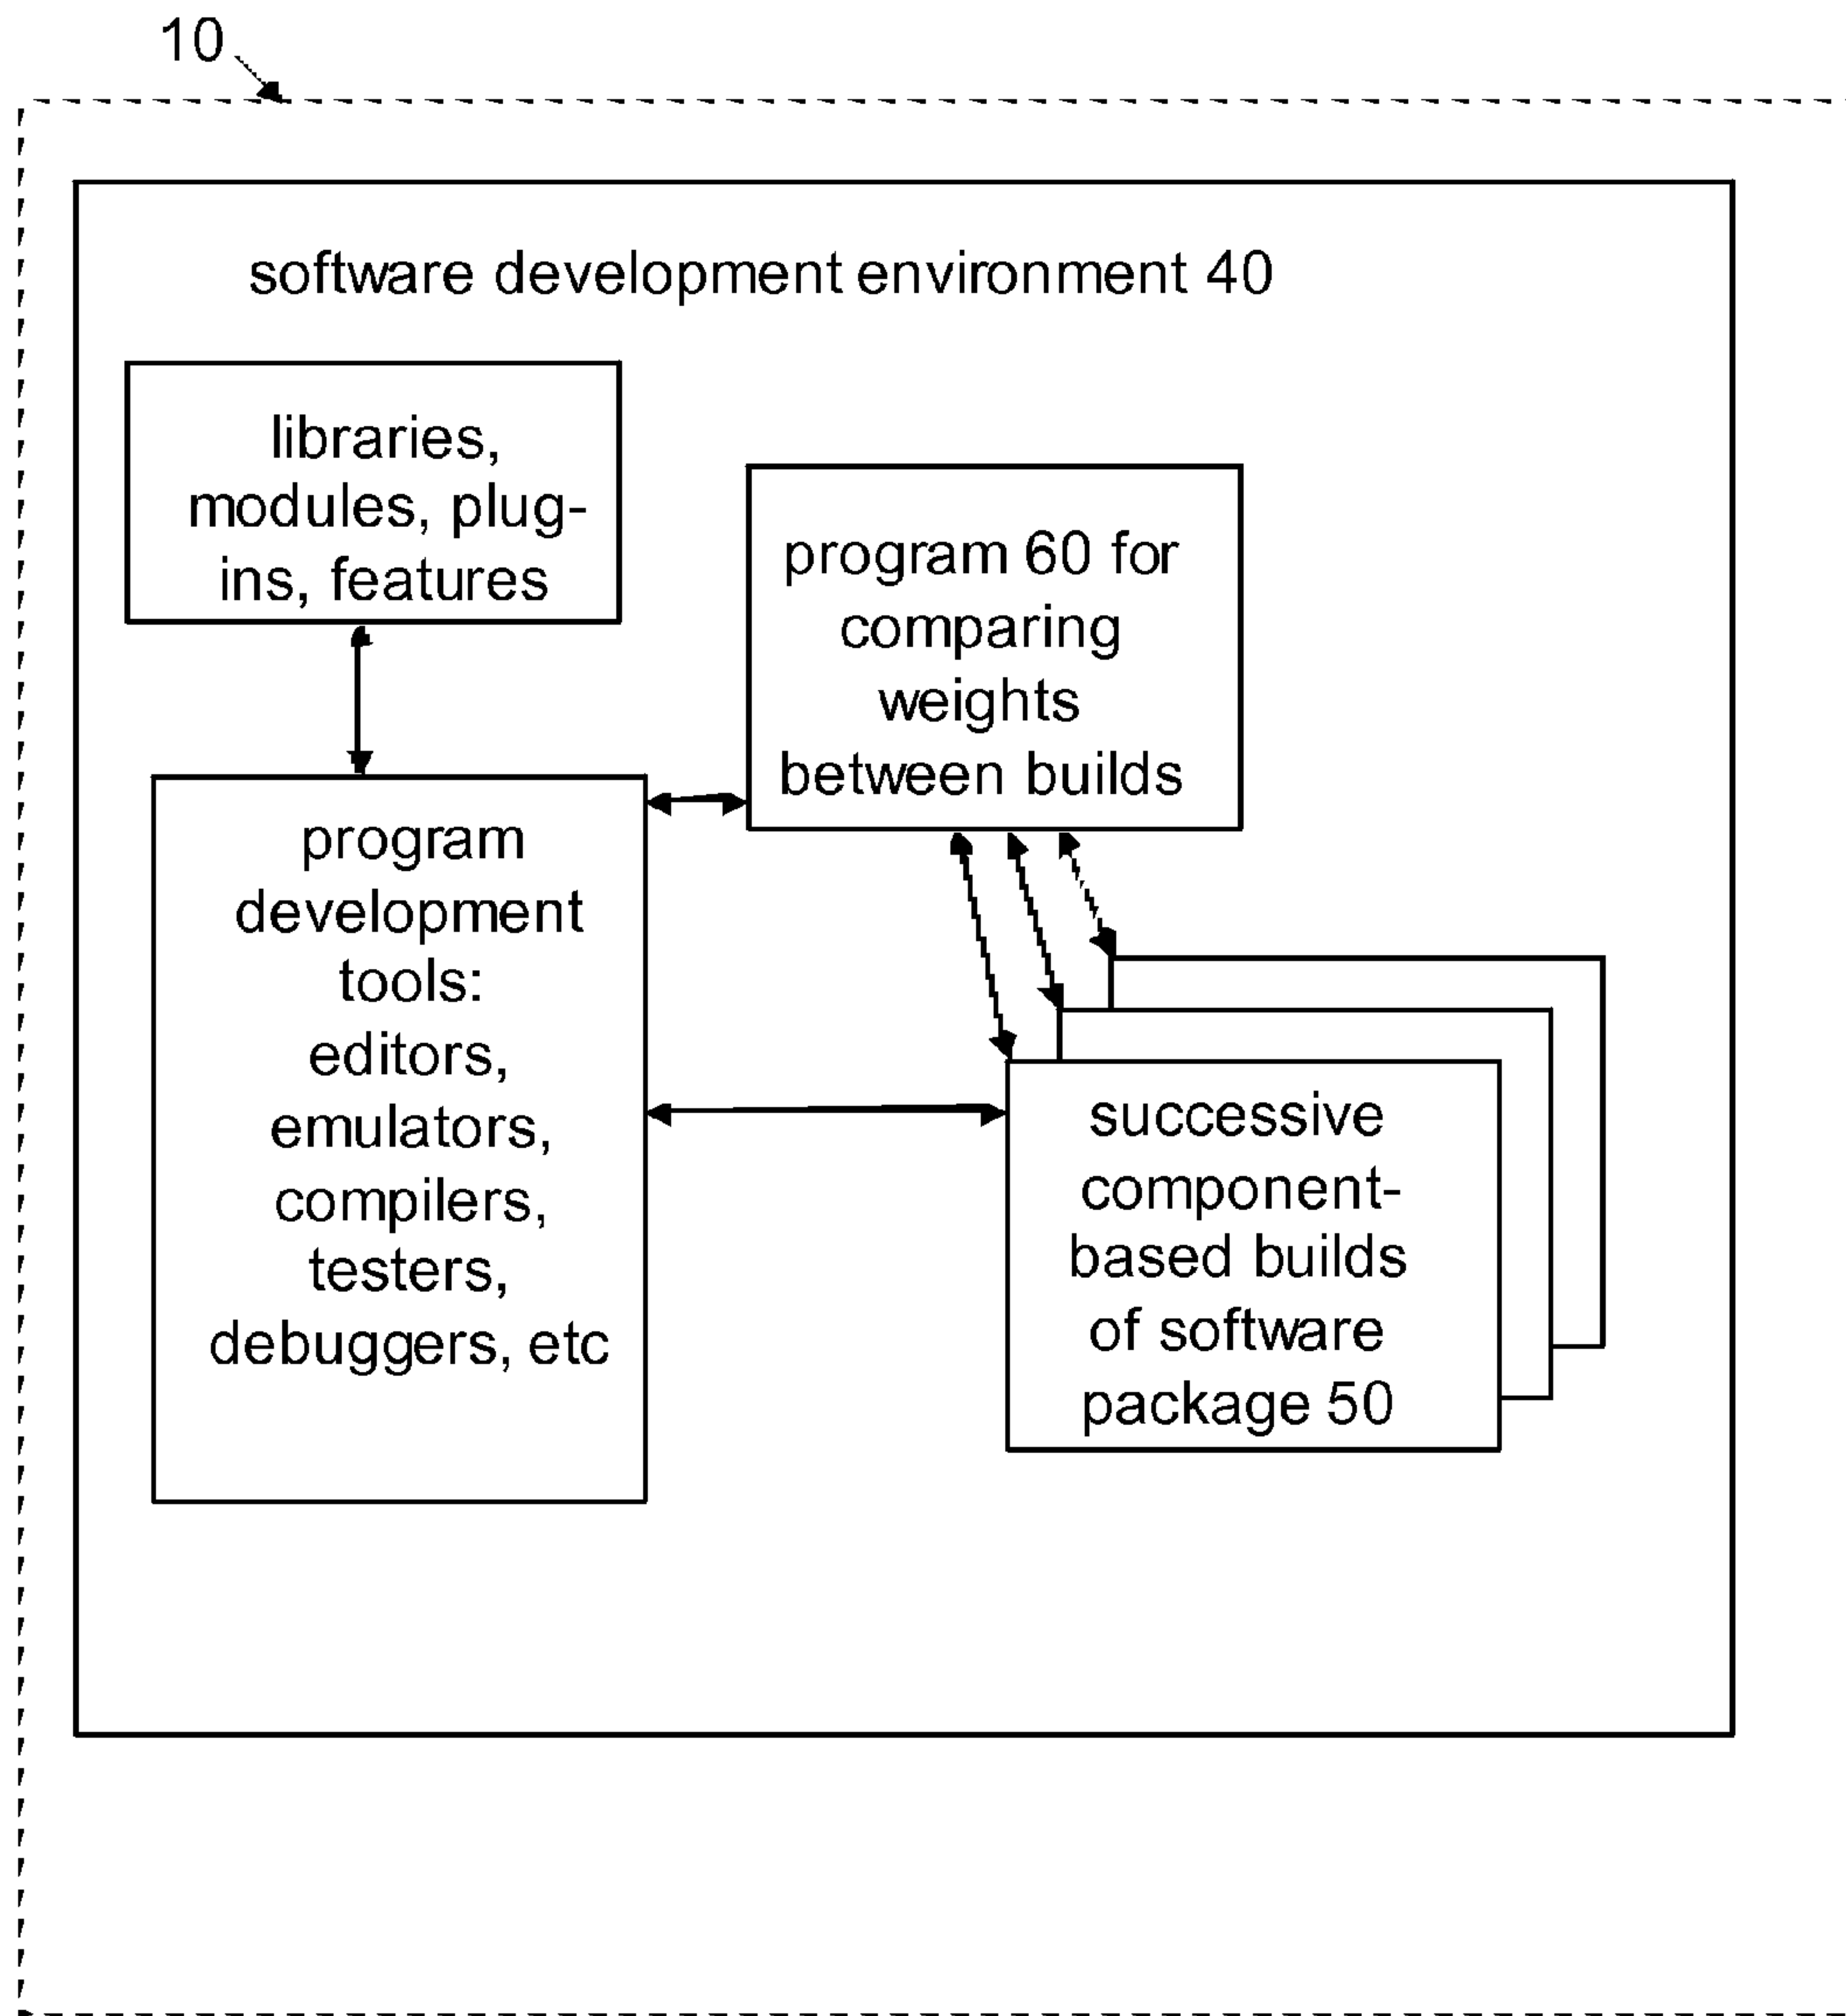 10
software development environment 40
libraries,
modules, plug-
ins, features
program 60 for
comparing
weights
between builds
program
development
tools:
editors,
emulators,
compilers,
testers,
debuggers, etc
successive
component-
based builds
of software
package 50